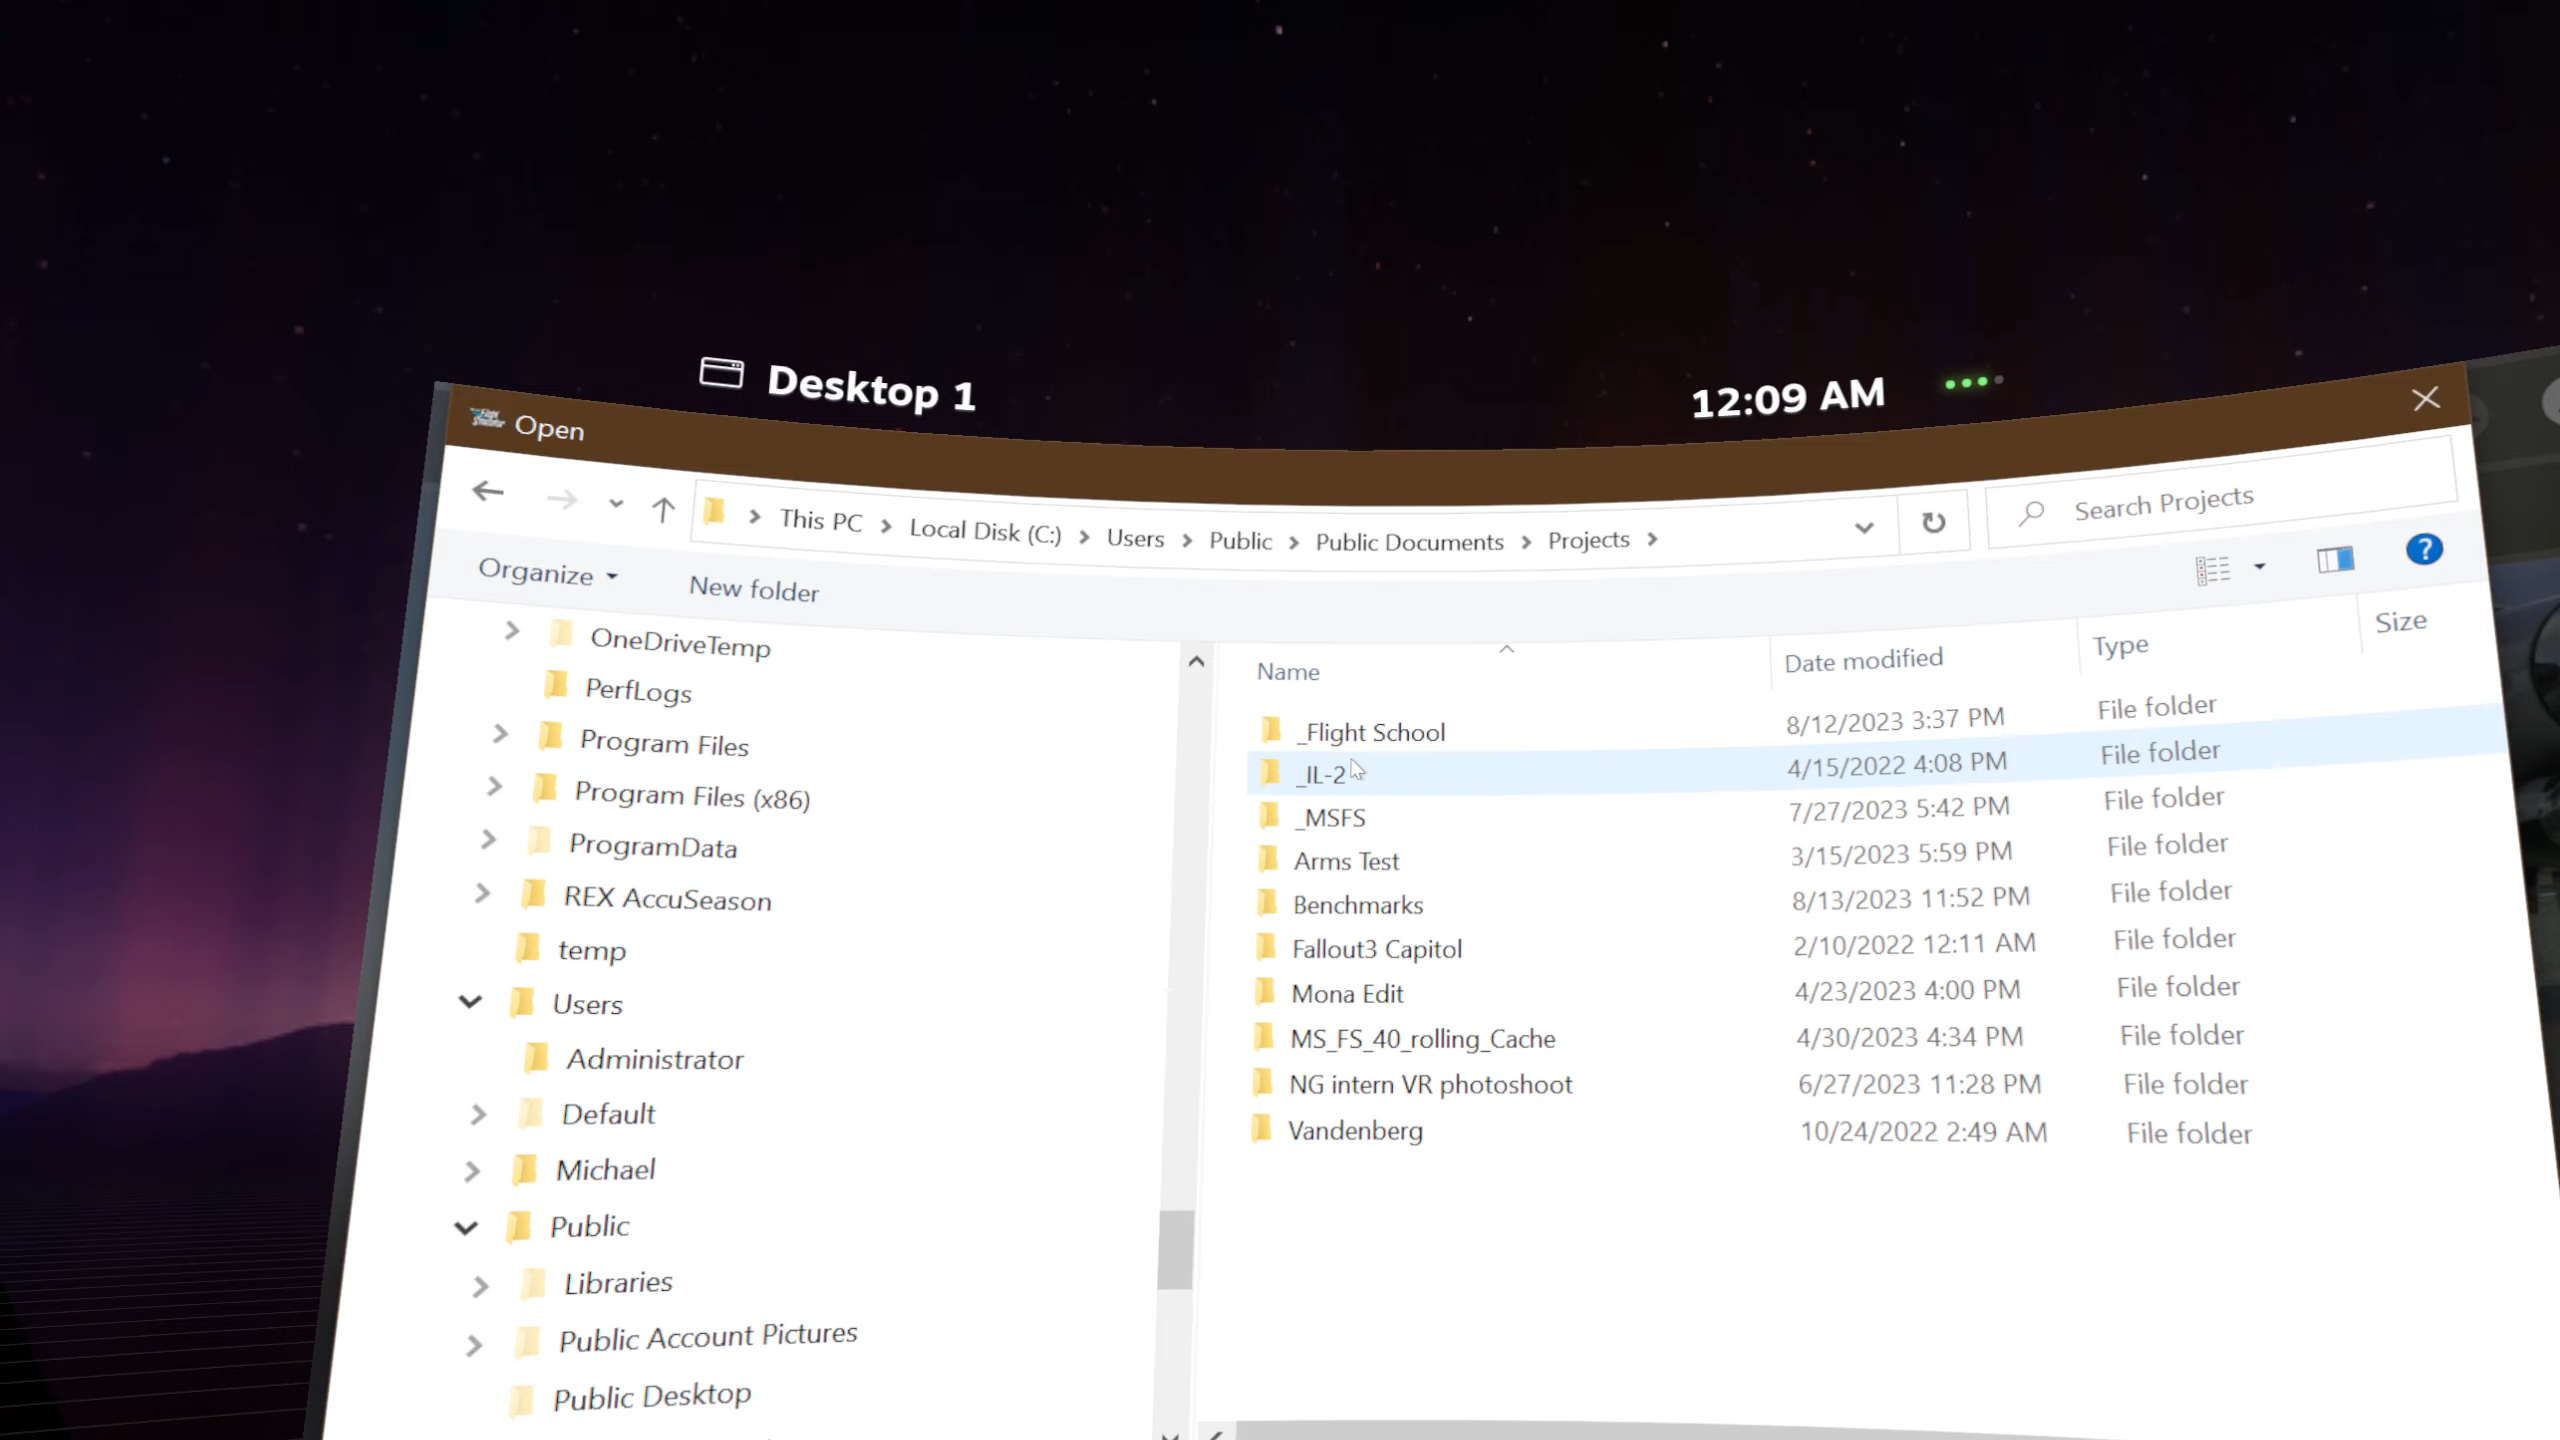 Desktop 1
12:09 AM
Open
This PC > Local Disk (C:) > Users > Public > Public Documents > Projects >
Search Projects
Organize
New folder
?
OneDriveTemp
PerfLogs
Program Files
Program Files (x86)
ProgramData
REX AccuSeason
temp
Users
Administrator
Default
Michael
Public
Libraries
Public Account Pictures
Public Desktop
Name Date modified Type Size
_Flight School 8/12/2023 3:37 PM File folder
_IL-2 4/15/2022 4:08 PM File folder
_MSFS 7/27/2023 5:42 PM File folder
Arms Test 3/15/2023 5:59 PM File folder
Benchmarks 8/13/2023 11:52 PM File folder
Fallout3 Capitol 2/10/2022 12:11 AM File folder
Mona Edit 4/23/2023 4:00 PM File folder
MS_FS_40_rolling_Cache 4/30/2023 4:34 PM File folder
NG intern VR photoshoot 6/27/2023 11:28 PM File folder
Vandenberg 10/24/2022 2:49 AM File folder